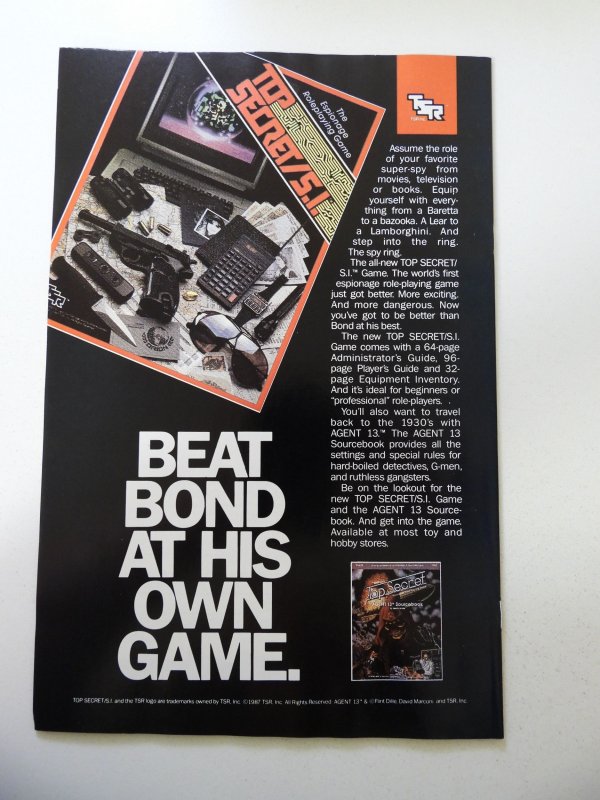 TOP
SECRET/S.I.
The
Espionage
Roleplaying Game
TSR
TSR
Assume the role
of your favorite
super-spy from
movies, television
or books. Equip
yourself with every-
thing from a Baretta
to a bazooka. A Lear to
a Lamborghini. And
step into the ring.
The spy ring.
The all-new TOP SECRET/
S.I.™ Game. The world's first
espionage role-playing game
just got better. More exciting.
And more dangerous. Now
you've got to be better than
Bond at his best.
The new TOP SECRET/S.I.
Game comes with a 64-page
Administrator's Guide, 96-
page Player's Guide and 32-
page Equipment Inventory.
And it's ideal for beginners or
"professional" role-players.
You'll also want to travel
back to the 1930's with
AGENT 13.™ The AGENT 13
Sourcebook provides all the
settings and special rules for
hard-boiled detectives, G-men,
and ruthless gangsters.
Be on the lookout for the
new TOP SECRET/S.I. Game
and the AGENT 13 Source-
book. And get into the game.
Available at most toy and
hobby stores.
BEAT
BOND
AT HIS
OWN
GAME.
Top Secret
AGENT 13™ Sourcebook
TOP SECRET/S.I. and the TSR logo are trademarks owned by TSR, Inc. ©1987 TSR, Inc. All Rights Reserved. AGENT 13™ & ©Flint Dille, David Marconi, and TSR, Inc.